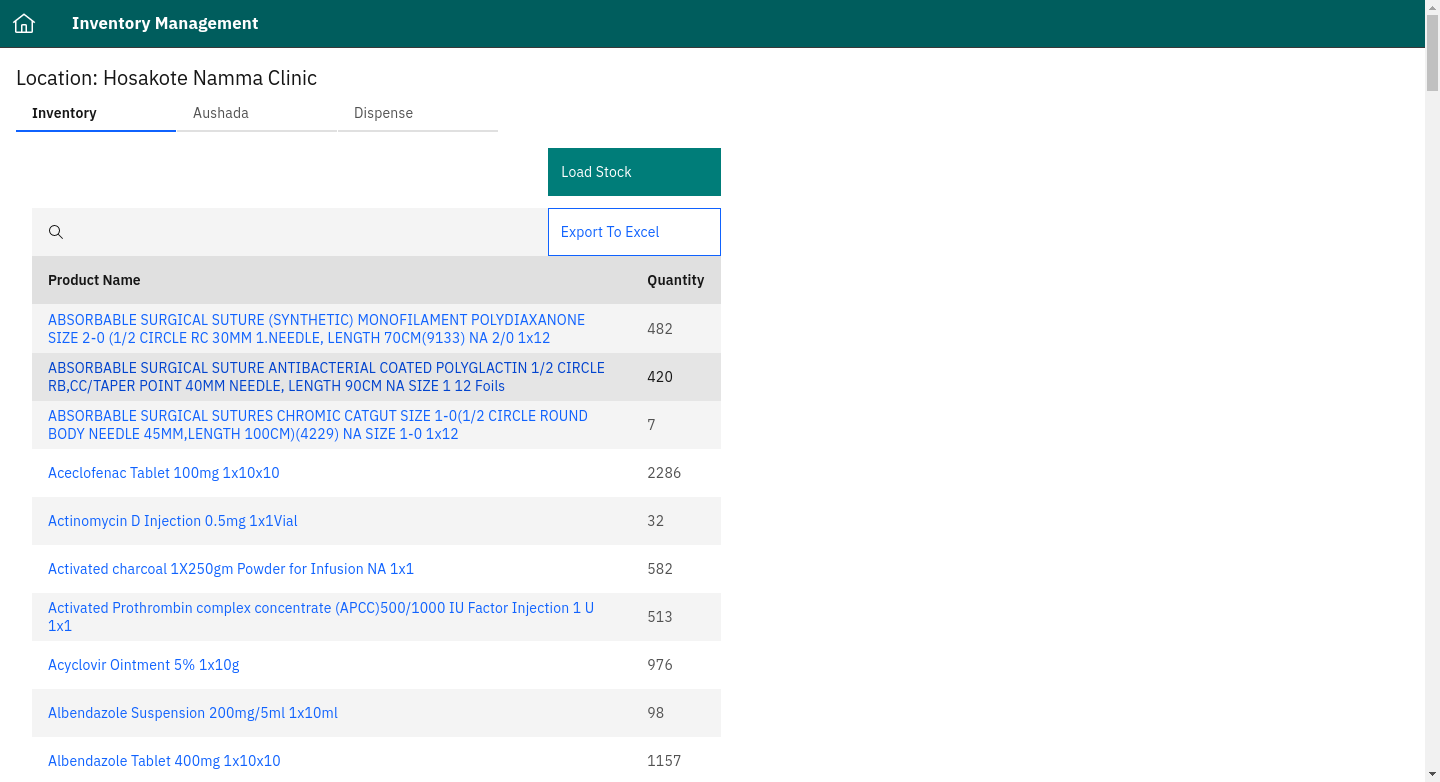 Inventory Management
Location: Hosakote Namma Clinic
Inventory Aushada Dispense
Load Stock
Export To Excel
Product Name Quantity
ABSORBABLE SURGICAL SUTURE (SYNTHETIC) MONOFILAMENT POLYDIAXANONE
SIZE 2-0 (1/2 CIRCLE RC 30MM 1.NEEDLE, LENGTH 70CM(9133) NA 2/0 1x12
482
ABSORBABLE SURGICAL SUTURE ANTIBACTERIAL COATED POLYGLACTIN 1/2 CIRCLE
RB,CC/TAPER POINT 40MM NEEDLE, LENGTH 90CM NA SIZE 1 12 Foils
420
ABSORBABLE SURGICAL SUTURES CHROMIC CATGUT SIZE 1-0(1/2 CIRCLE ROUND
BODY NEEDLE 45MM,LENGTH 100CM)(4229) NA SIZE 1-0 1x12
7
Aceclofenac Tablet 100mg 1x10x10 2286
Actinomycin D Injection 0.5mg 1x1Vial 32
Activated charcoal 1X250gm Powder for Infusion NA 1x1 582
Activated Prothrombin complex concentrate (APCC)500/1000 IU Factor Injection 1 U
1x1
513
Acyclovir Ointment 5% 1x10g 976
Albendazole Suspension 200mg/5ml 1x10ml 98
Albendazole Tablet 400mg 1x10x10 1157